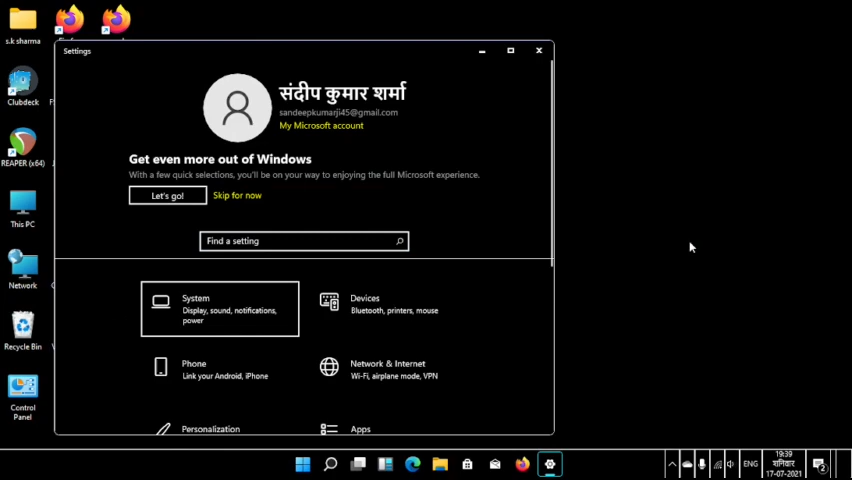 s.k sharma
Clubdeck
REAPER (x64)
This PC
Network
Recycle Bin
Control
Panel
Settings
संदीप कुमार शर्मा
sandeepkumarji45@gmail.com
My Microsoft account
Get even more out of Windows
With a few quick selections, you'll be on your way to enjoying the full Microsoft experience.
Let's go!
Skip for now
Find a setting
System
Display, sound, notifications,
power
Devices
Bluetooth, printers, mouse
Phone
Link your Android, iPhone
Network & Internet
Wi-Fi, airplane mode, VPN
Personalization
Apps
ENG
19:39
शनिवार
17-07-2021
2